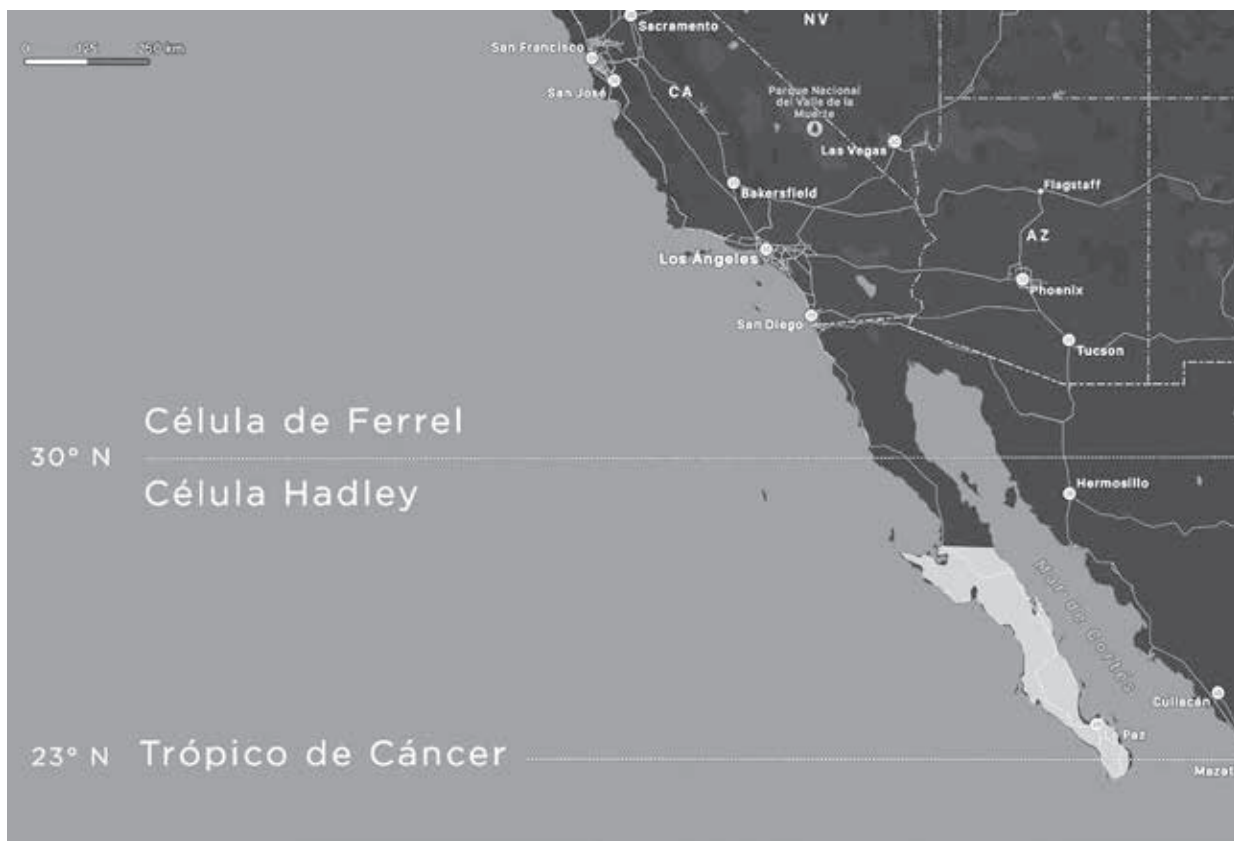 Sacramento
NV
0 125 250 km
San Francisco
San José
CA
Parque Nacional
del Valle de la
Muerte
Las Vegas
Bakersfield
Flagstaff
AZ
Los Ángeles
Phoenix
San Diego
Tucson
Célula de Ferrel
30° N
Célula Hadley
Hermosillo
Mar de Cortés
Culiacán
La Paz
23° N Trópico de Cáncer
Mazat